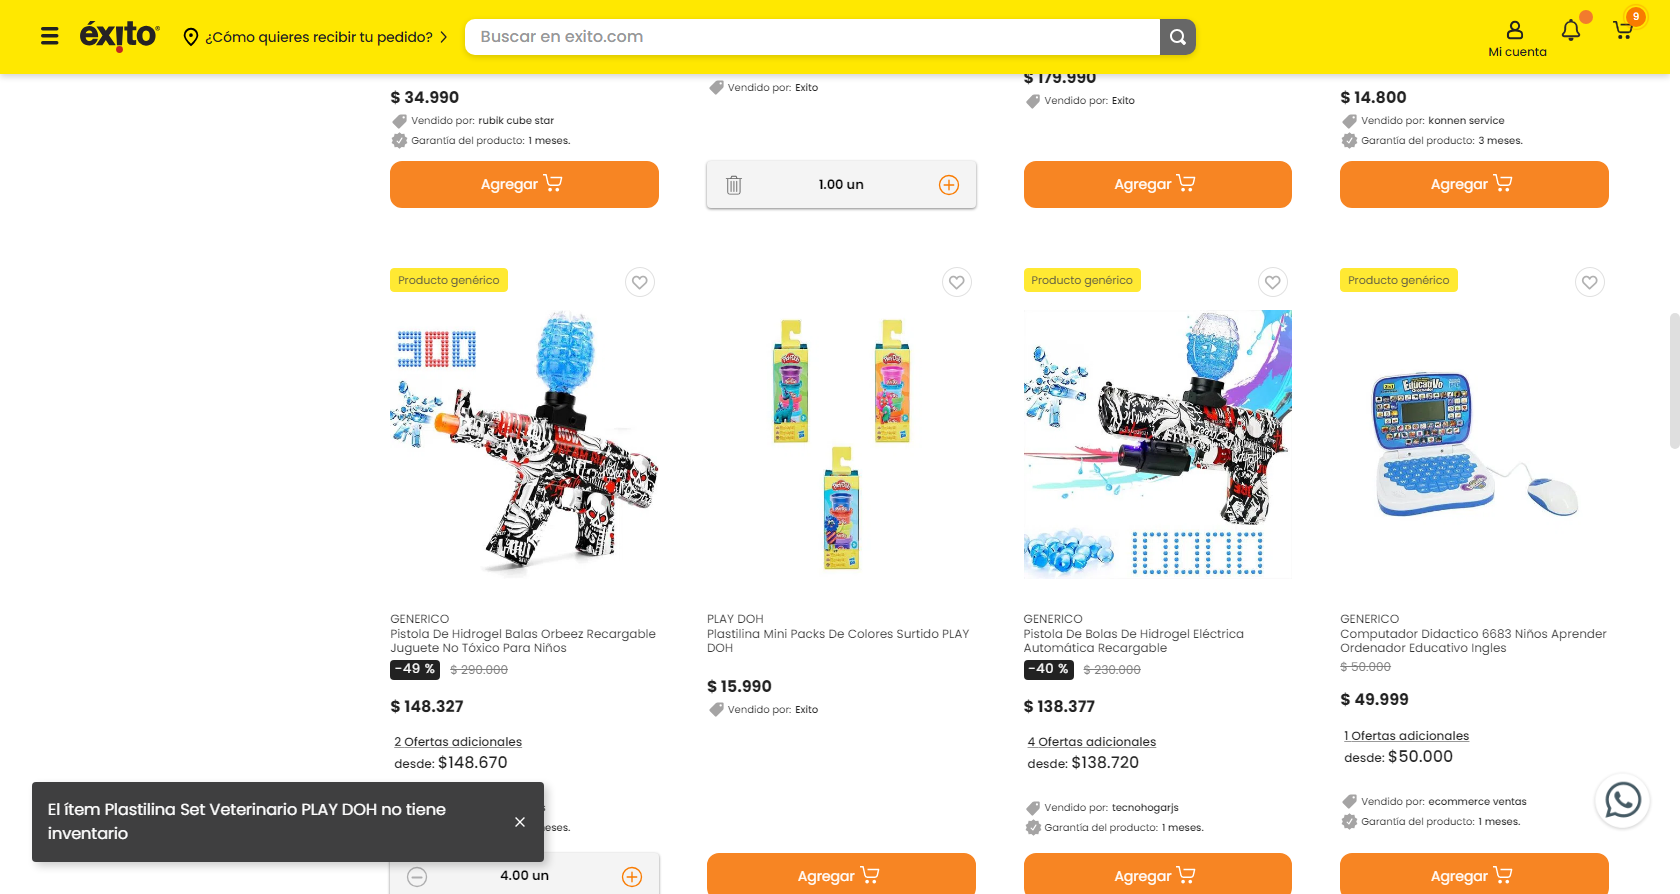 éxito
¿Cómo quieres recibir tu pedido?
Buscar en exito.com
Mi cuenta
9
$ 34.990
Vendido por: rubik cube star
Garantía del producto: 1 meses.
Agregar
Vendido por: Exito
1.00 un
$ 179.990
Vendido por: Exito
Agregar
$ 14.800
Vendido por: konnen service
Garantía del producto: 3 meses.
Agregar
Producto genérico
300
GENERICO
Pistola De Hidrogel Balas Orbeez Recargable
Juguete No Tóxico Para Niños
-49 % $ 290.000
$ 148.327
2 Ofertas adicionales
desde: $148.670
4.00 un
PLAY DOH
Plastilina Mini Packs De Colores Surtido PLAY
DOH
$ 15.990
Vendido por: Exito
Agregar
Producto genérico
10000
GENERICO
Pistola De Bolas De Hidrogel Eléctrica
Automática Recargable
-40 % $ 230.000
$ 138.377
4 Ofertas adicionales
desde: $138.720
Vendido por: tecnohogarjs
Garantía del producto: 1 meses.
Agregar
Producto genérico
EducatiVo
GENERICO
Computador Didactico 6683 Niños Aprender
Ordenador Educativo Ingles
$ 50.000
$ 49.999
1 Ofertas adicionales
desde: $50.000
Vendido por: ecommerce ventas
Garantía del producto: 1 meses.
Agregar
El ítem Plastilina Set Veterinario PLAY DOH no tiene
inventario